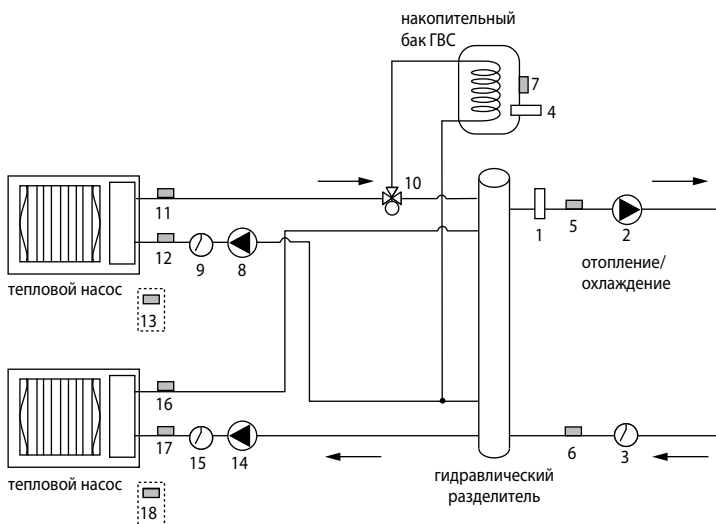 накопительный
бак ГВС
7
4
10
11
1
5
2
12
9
8
отопление/
охлаждение
тепловой насос
13
16
17
15
14
6
3
тепловой насос
гидравлический
разделитель
18